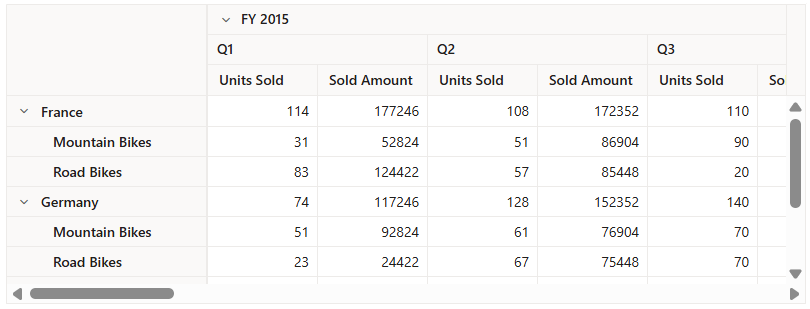 FY 2015
Q1 Q2 Q3
Units Sold Sold Amount Units Sold Sold Amount Units Sold So
France 114 177246 108 172352 110
Mountain Bikes 31 52824 51 86904 90
Road Bikes 83 124422 57 85448 20
Germany 74 117246 128 152352 140
Mountain Bikes 51 92824 61 76904 70
Road Bikes 23 24422 67 75448 70